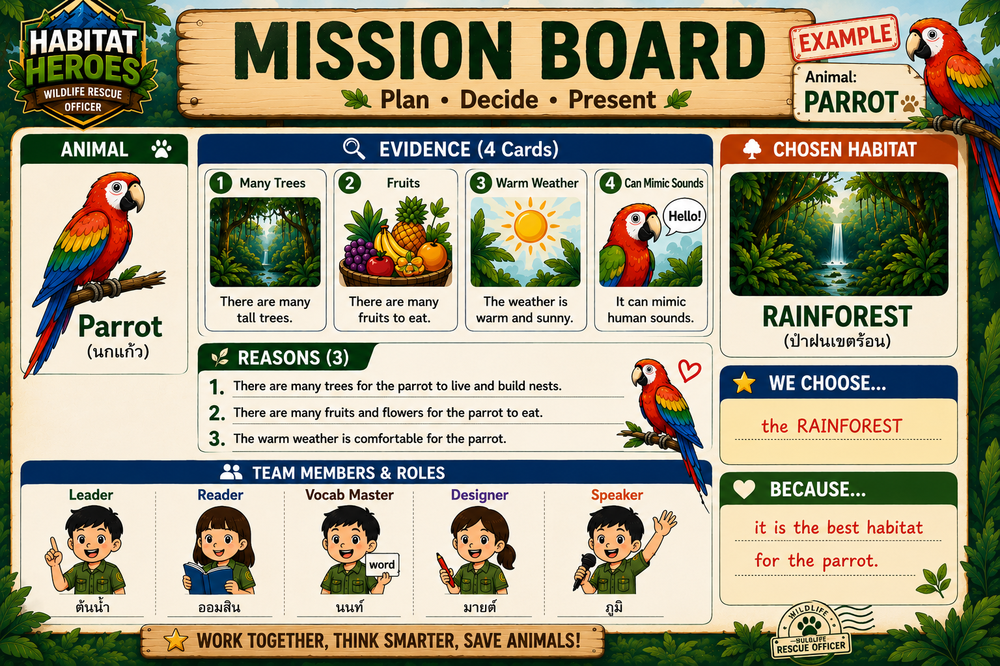 HABITAT
HEROES
WILDLIFE RESCUE
OFFICER
MISSION BOARD
Plan • Decide • Present
EXAMPLE
Animal:
PARROT
ANIMAL
Parrot
(นกแก้ว)
EVIDENCE (4 Cards)
1 Many Trees
There are many
tall trees.
2 Fruits
There are many
fruits to eat.
3 Warm Weather
The weather is
warm and sunny.
4 Can Mimic Sounds
Hello!
It can mimic
human sounds.
CHOSEN HABITAT
RAINFOREST
(ป่าฝนเขตร้อน)
REASONS (3)
1. There are many trees for the parrot to live and build nests.
2. There are many fruits and flowers for the parrot to eat.
3. The warm weather is comfortable for the parrot.
WE CHOOSE...
the RAINFOREST
BECAUSE...
it is the best habitat
for the parrot.
TEAM MEMBERS & ROLES
Leader
ต้นน้ำ
Reader
ออมสิน
Vocab Master
word
นนท์
Designer
มายต์
Speaker
ภูมิ
WORK TOGETHER, THINK SMARTER, SAVE ANIMALS!
WILDLIFE
RESCUE OFFICER